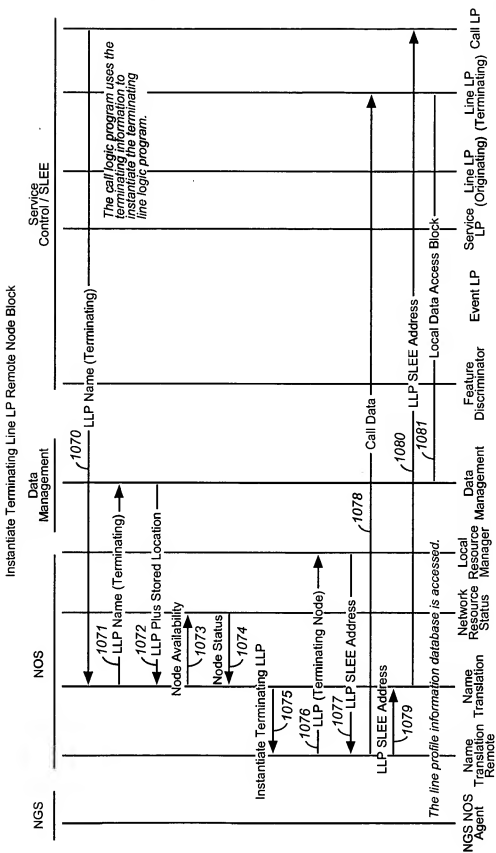 Instantiate Terminating Line LP Remote Node Block
NGS
NOS
Data
Management
Service
Control / SLEE
1070
LLP Name (Terminating)
The call logic program uses the
terminating information to
instantiate the terminating
line logic program.
1071
LLP Name (Terminating)
1072
LLP Plus Stored Location
Node Availability
1073
Node Status
1074
Instantiate Terminating LLP
1075
1076
LLP (Terminating Node)
1077
LLP SLEE Address
1078
Call Data
LLP SLEE Address
1079
1080
LLP SLEE Address
1081
Local Data Access Block
The line profile information database is accessed.
NGS NOS
Agent
Name
Translation
Remote
Name
Translation
Network
Resource
Status
Local
Resource
Manager
Data
Management
Feature
Discriminator
Event LP
Service
LP
Line LP
(Originating)
Line LP
(Terminating)
Call LP